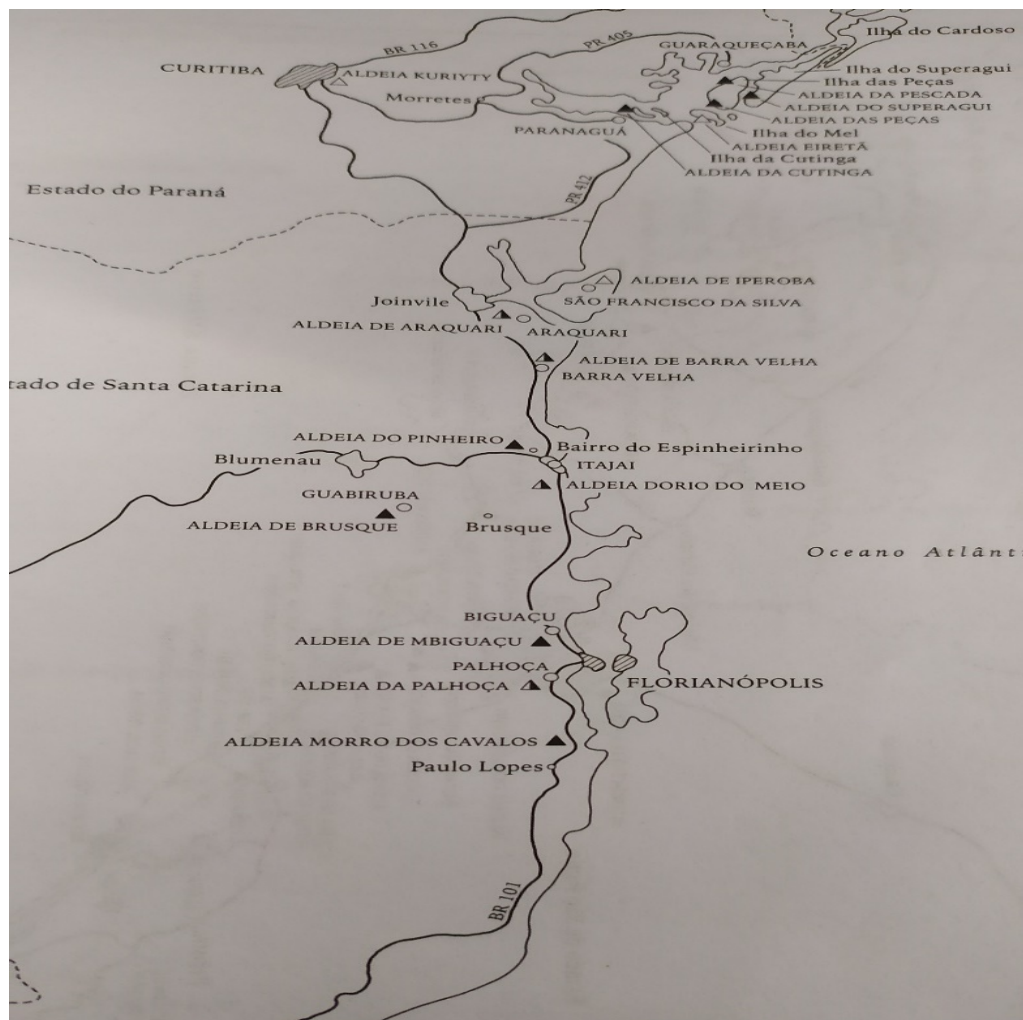 Ilha do Cardoso
BR 116
PR 405
GUARAQUEÇABA
CURITIBA
ALDEIA KURIYTY
Ilha do Superagui
Ilha das Peças
ALDEIA DA PESCADA
Morretes
ALDEIA DO SUPERAGUI
ALDEIA DAS PEÇAS
PARANAGUÁ
Ilha do Mel
ALDEIA EIRETÃ
Ilha da Cutinga
ALDEIA DA CUTINGA
Estado do Paraná
PR 412
ALDEIA DE IPEROBA
Joinvile
SÃO FRANCISCO DA SILVA
ALDEIA DE ARAQUARI
ARAQUARI
ALDEIA DE BARRA VELHA
BARRA VELHA
tado de Santa Catarina
ALDEIA DO PINHEIRO
Bairro do Espinheirinho
Blumenau
ITAJAI
ALDEIA DORIO DO MEIO
GUABIRUBA
ALDEIA DE BRUSQUE
Brusque
Oceano Atlânt
BIGUAÇU
ALDEIA DE MBIGUAÇU
PALHOÇA
ALDEIA DA PALHOÇA
FLORIANÓPOLIS
ALDEIA MORRO DOS CAVALOS
Paulo Lopes
BR 101